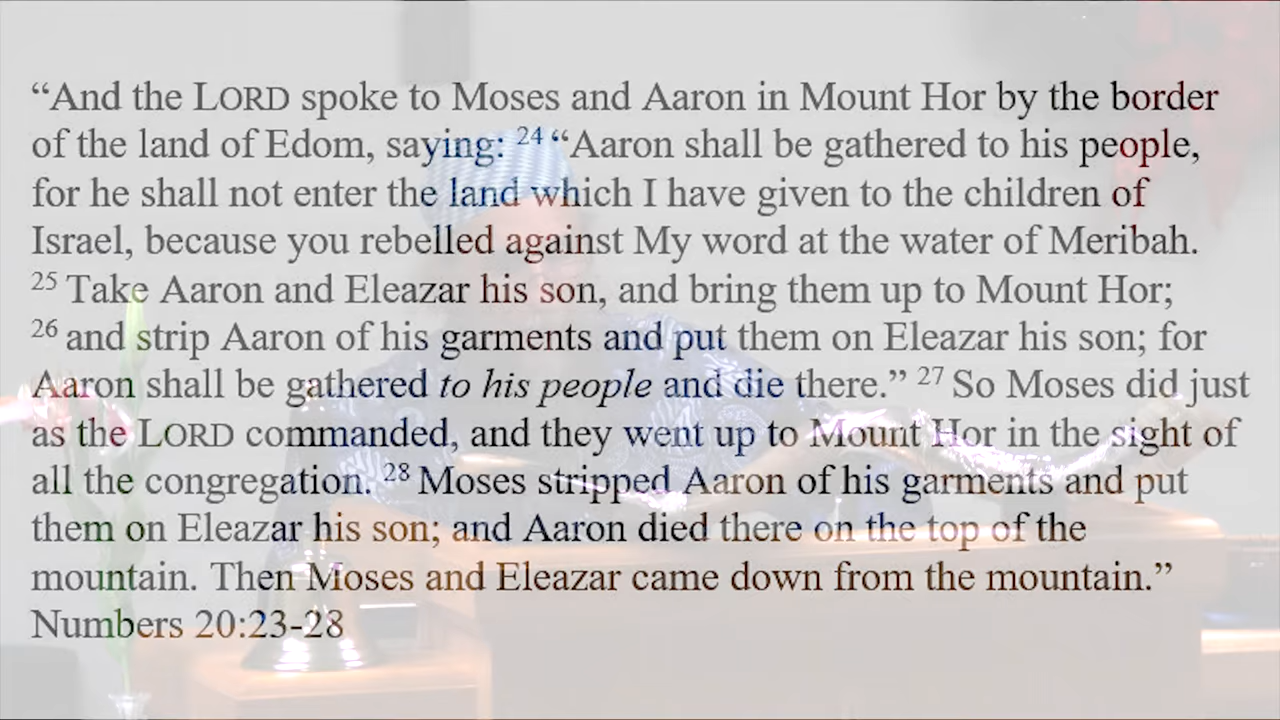 “And the LORD spoke to Moses and Aaron in Mount Hor by the border
of the land of Edom, saying: 24 “Aaron shall be gathered to his people,
for he shall not enter the land which I have given to the children of
Israel, because you rebelled against My word at the water of Meribah.
25 Take Aaron and Eleazar his son, and bring them up to Mount Hor;
26 and strip Aaron of his garments and put them on Eleazar his son; for
Aaron shall be gathered to his people and die there.” 27 So Moses did just
as the LORD commanded, and they went up to Mount Hor in the sight of
all the congregation. 28 Moses stripped Aaron of his garments and put
them on Eleazar his son; and Aaron died there on the top of the
mountain. Then Moses and Eleazar came down from the mountain.”
Numbers 20:23-28